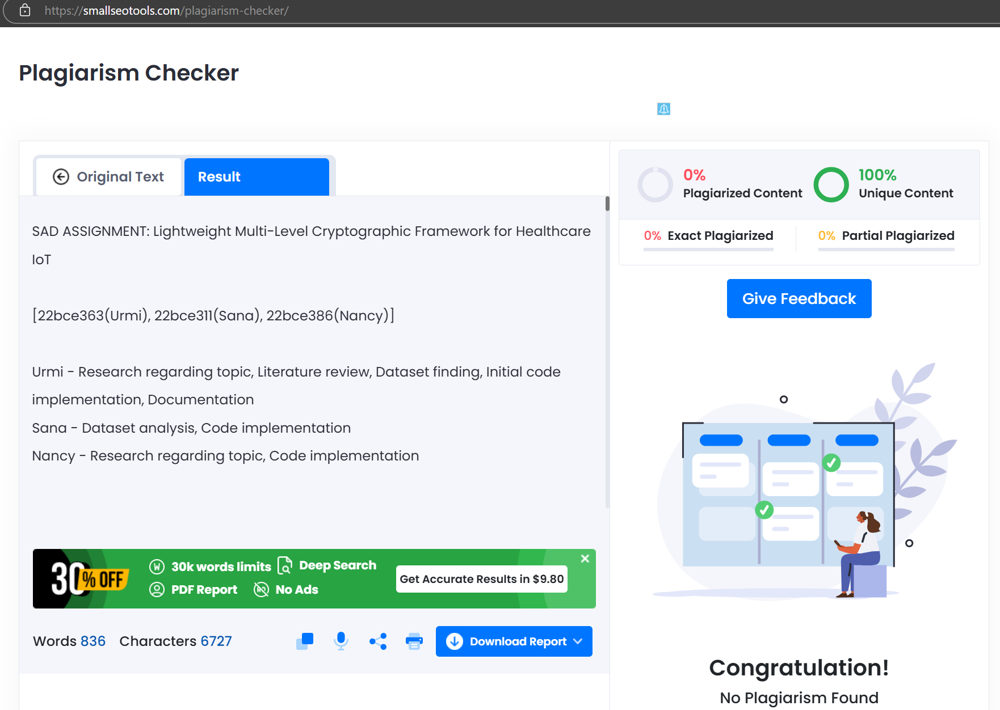 https://smallseotools.com/plagiarism-checker/
Plagiarism Checker
Original Text
Result
SAD ASSIGNMENT: Lightweight Multi-Level Cryptographic Framework for Healthcare
IoT
[22bce363(Urmi), 22bce311(Sana), 22bce386(Nancy)]
Urmi - Research regarding topic, Literature review, Dataset finding, Initial code
implementation, Documentation
Sana - Dataset analysis, Code implementation
Nancy - Research regarding topic, Code implementation
30% OFF
W 30k words limits
Deep Search
PDF Report
AD No Ads
Get Accurate Results in $9.80
Words 836 Characters 6727
Download Report
0%
Plagiarized Content
100%
Unique Content
0% Exact Plagiarized
0% Partial Plagiarized
Give Feedback
Congratulation!
No Plagiarism Found